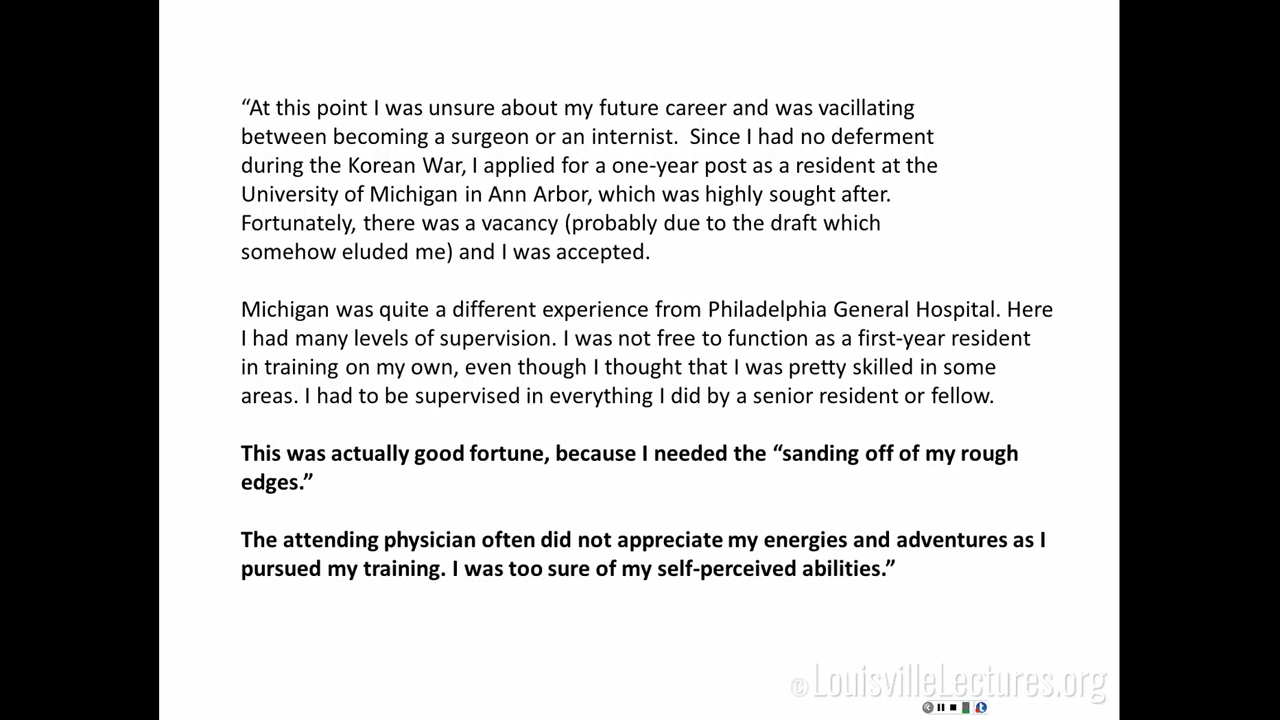 “At this point I was unsure about my future career and was vacillating
between becoming a surgeon or an internist.  Since I had no deferment
during the Korean War, I applied for a one-year post as a resident at the
University of Michigan in Ann Arbor, which was highly sought after.
Fortunately, there was a vacancy (probably due to the draft which
somehow eluded me) and I was accepted.
Michigan was quite a different experience from Philadelphia General Hospital. Here
I had many levels of supervision. I was not free to function as a first-year resident
in training on my own, even though I thought that I was pretty skilled in some
areas. I had to be supervised in everything I did by a senior resident or fellow.
This was actually good fortune, because I needed the “sanding off of my rough
edges.”
The attending physician often did not appreciate my energies and adventures as I
pursued my training. I was too sure of my self-perceived abilities.”
©LouisvilleLectures.org